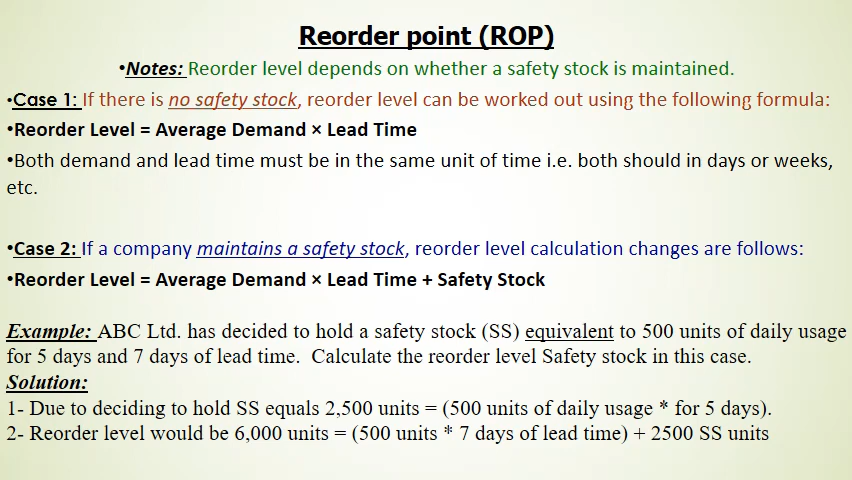 Reorder point (ROP)
•Notes: Reorder level depends on whether a safety stock is maintained.
•Case 1: If there is no safety stock, reorder level can be worked out using the following formula:
•Reorder Level = Average Demand × Lead Time
•Both demand and lead time must be in the same unit of time i.e. both should in days or weeks,
etc.
•Case 2: If a company maintains a safety stock, reorder level calculation changes are follows:
•Reorder Level = Average Demand × Lead Time + Safety Stock
Example: ABC Ltd. has decided to hold a safety stock (SS) equivalent to 500 units of daily usage
for 5 days and 7 days of lead time. Calculate the reorder level Safety stock in this case.
Solution:
1- Due to deciding to hold SS equals 2,500 units = (500 units of daily usage * for 5 days).
2- Reorder level would be 6,000 units = (500 units * 7 days of lead time) + 2500 SS units